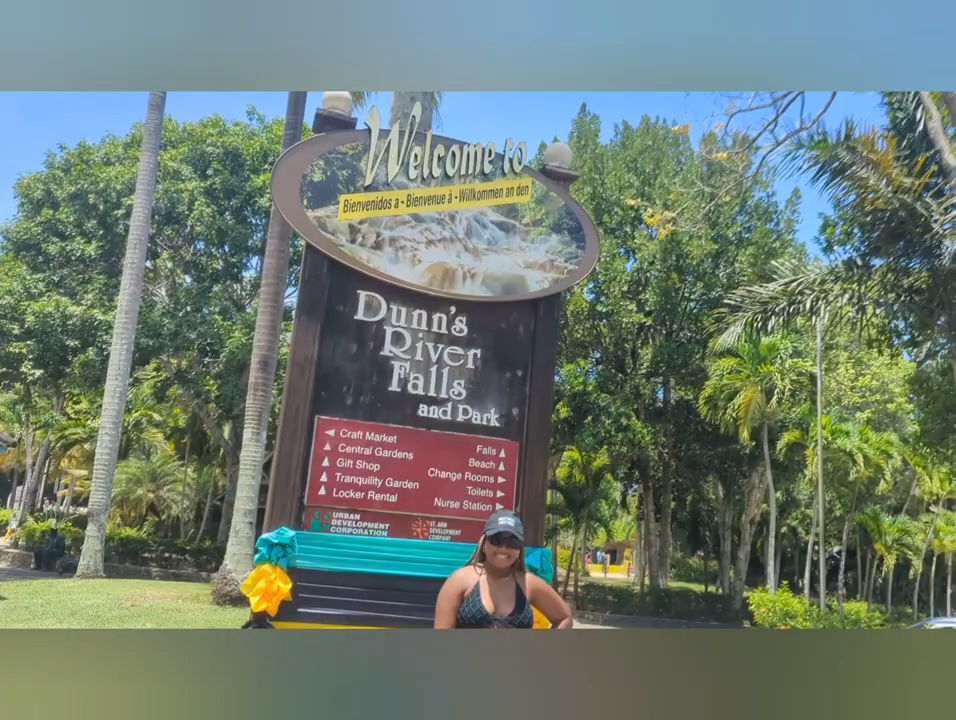 Welcome to
Bienvenidos a - Bienvenue à - Willkommen an den
Dunn's
River
Falls
and Park
Craft Market
Central Gardens
Gift Shop
Tranquility Garden
Locker Rental
Falls
Beach
Change Rooms
Toilets
Nurse Station
URBAN
DEVELOPMENT
CORPORATION
ST. ANN
DEVELOPMENT
COMPANY